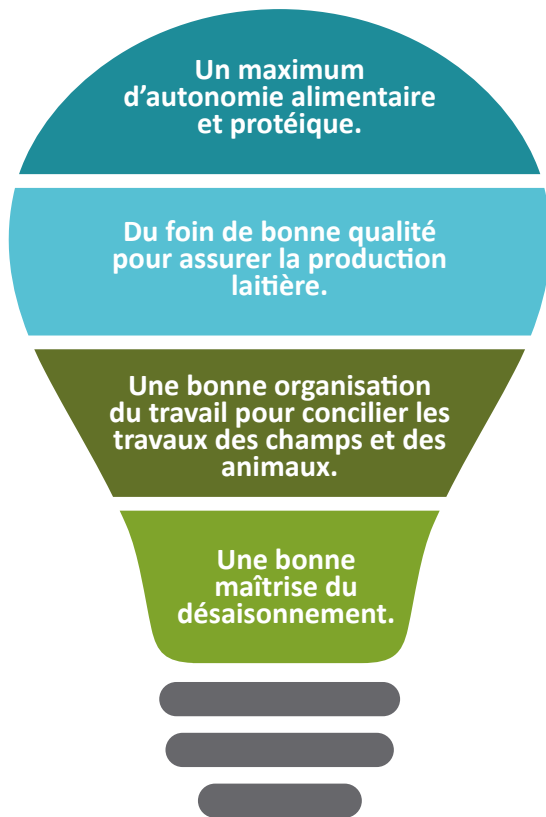 Un maximum
d'autonomie alimentaire
et protéique.
Du foin de bonne qualité
pour assurer la production
laitière.
Une bonne organisation
du travail pour concilier les
travaux des champs et des
animaux.
Une bonne
maîtrise du
désaisonnement.